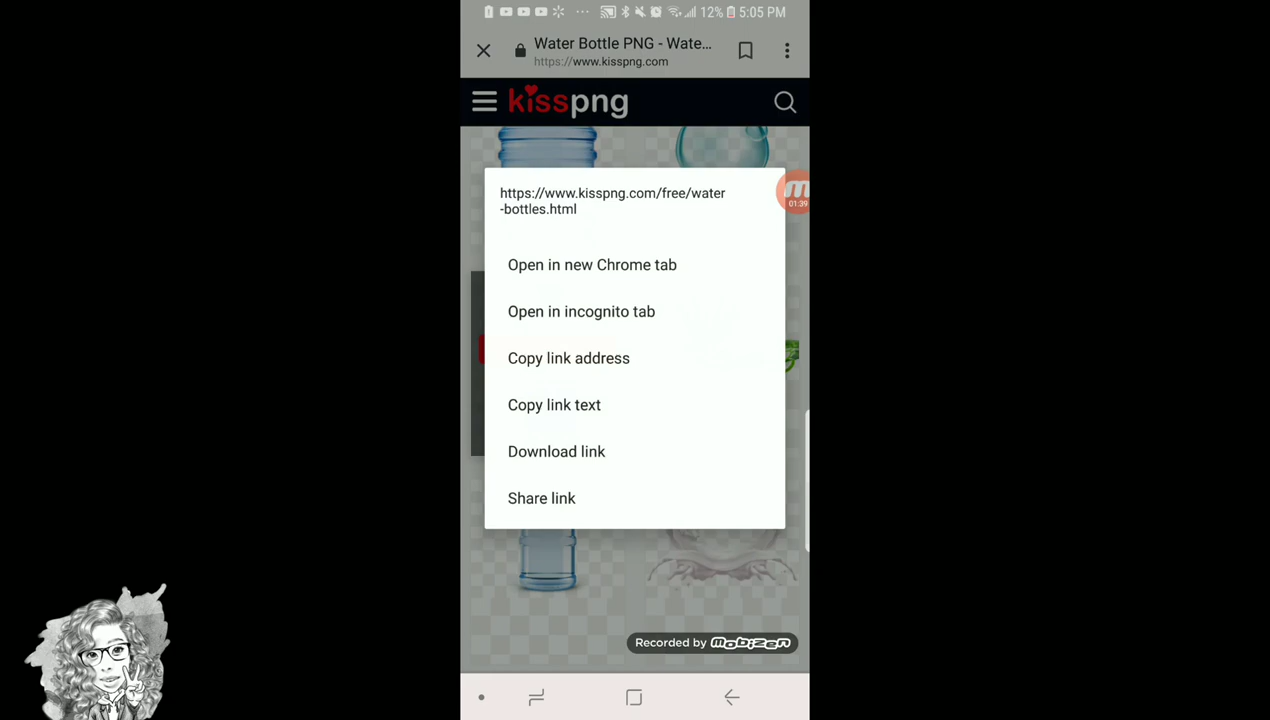 12% 5:05 PM
Water Bottle PNG - Wate...
https://www.kisspng.com
kisspng
https://www.kisspng.com/free/water
-bottles.html
01:39
Open in new Chrome tab
Open in incognito tab
Copy link address
Copy link text
Download link
Share link
Recorded by mobizen